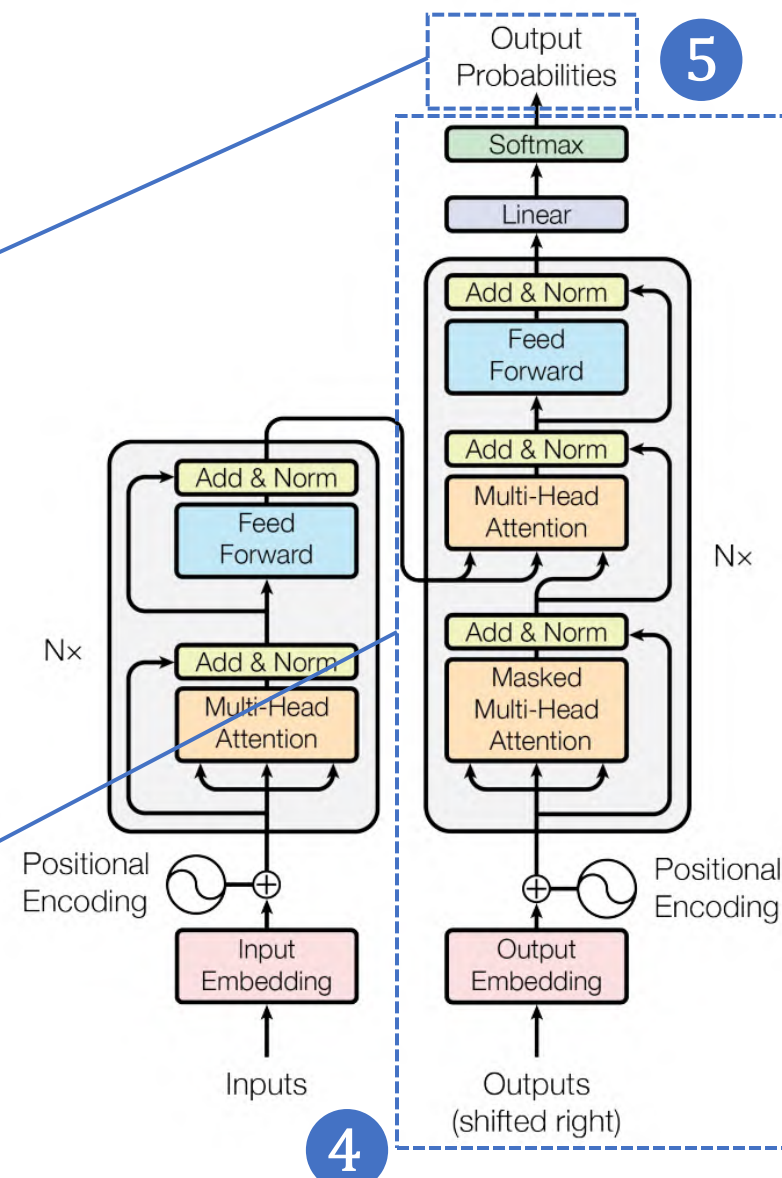 Output
Probabilities
5
Softmax
Linear
Add & Norm
Feed
Forward
Add & Norm
Multi-Head
Attention
Nx
Add & Norm
Masked
Multi-Head
Attention
Positional
Encoding
Output
Embedding
Outputs
(shifted right)
Add & Norm
Feed
Forward
Nx
Add & Norm
Multi-Head
Attention
Positional
Encoding
Input
Embedding
Inputs
4